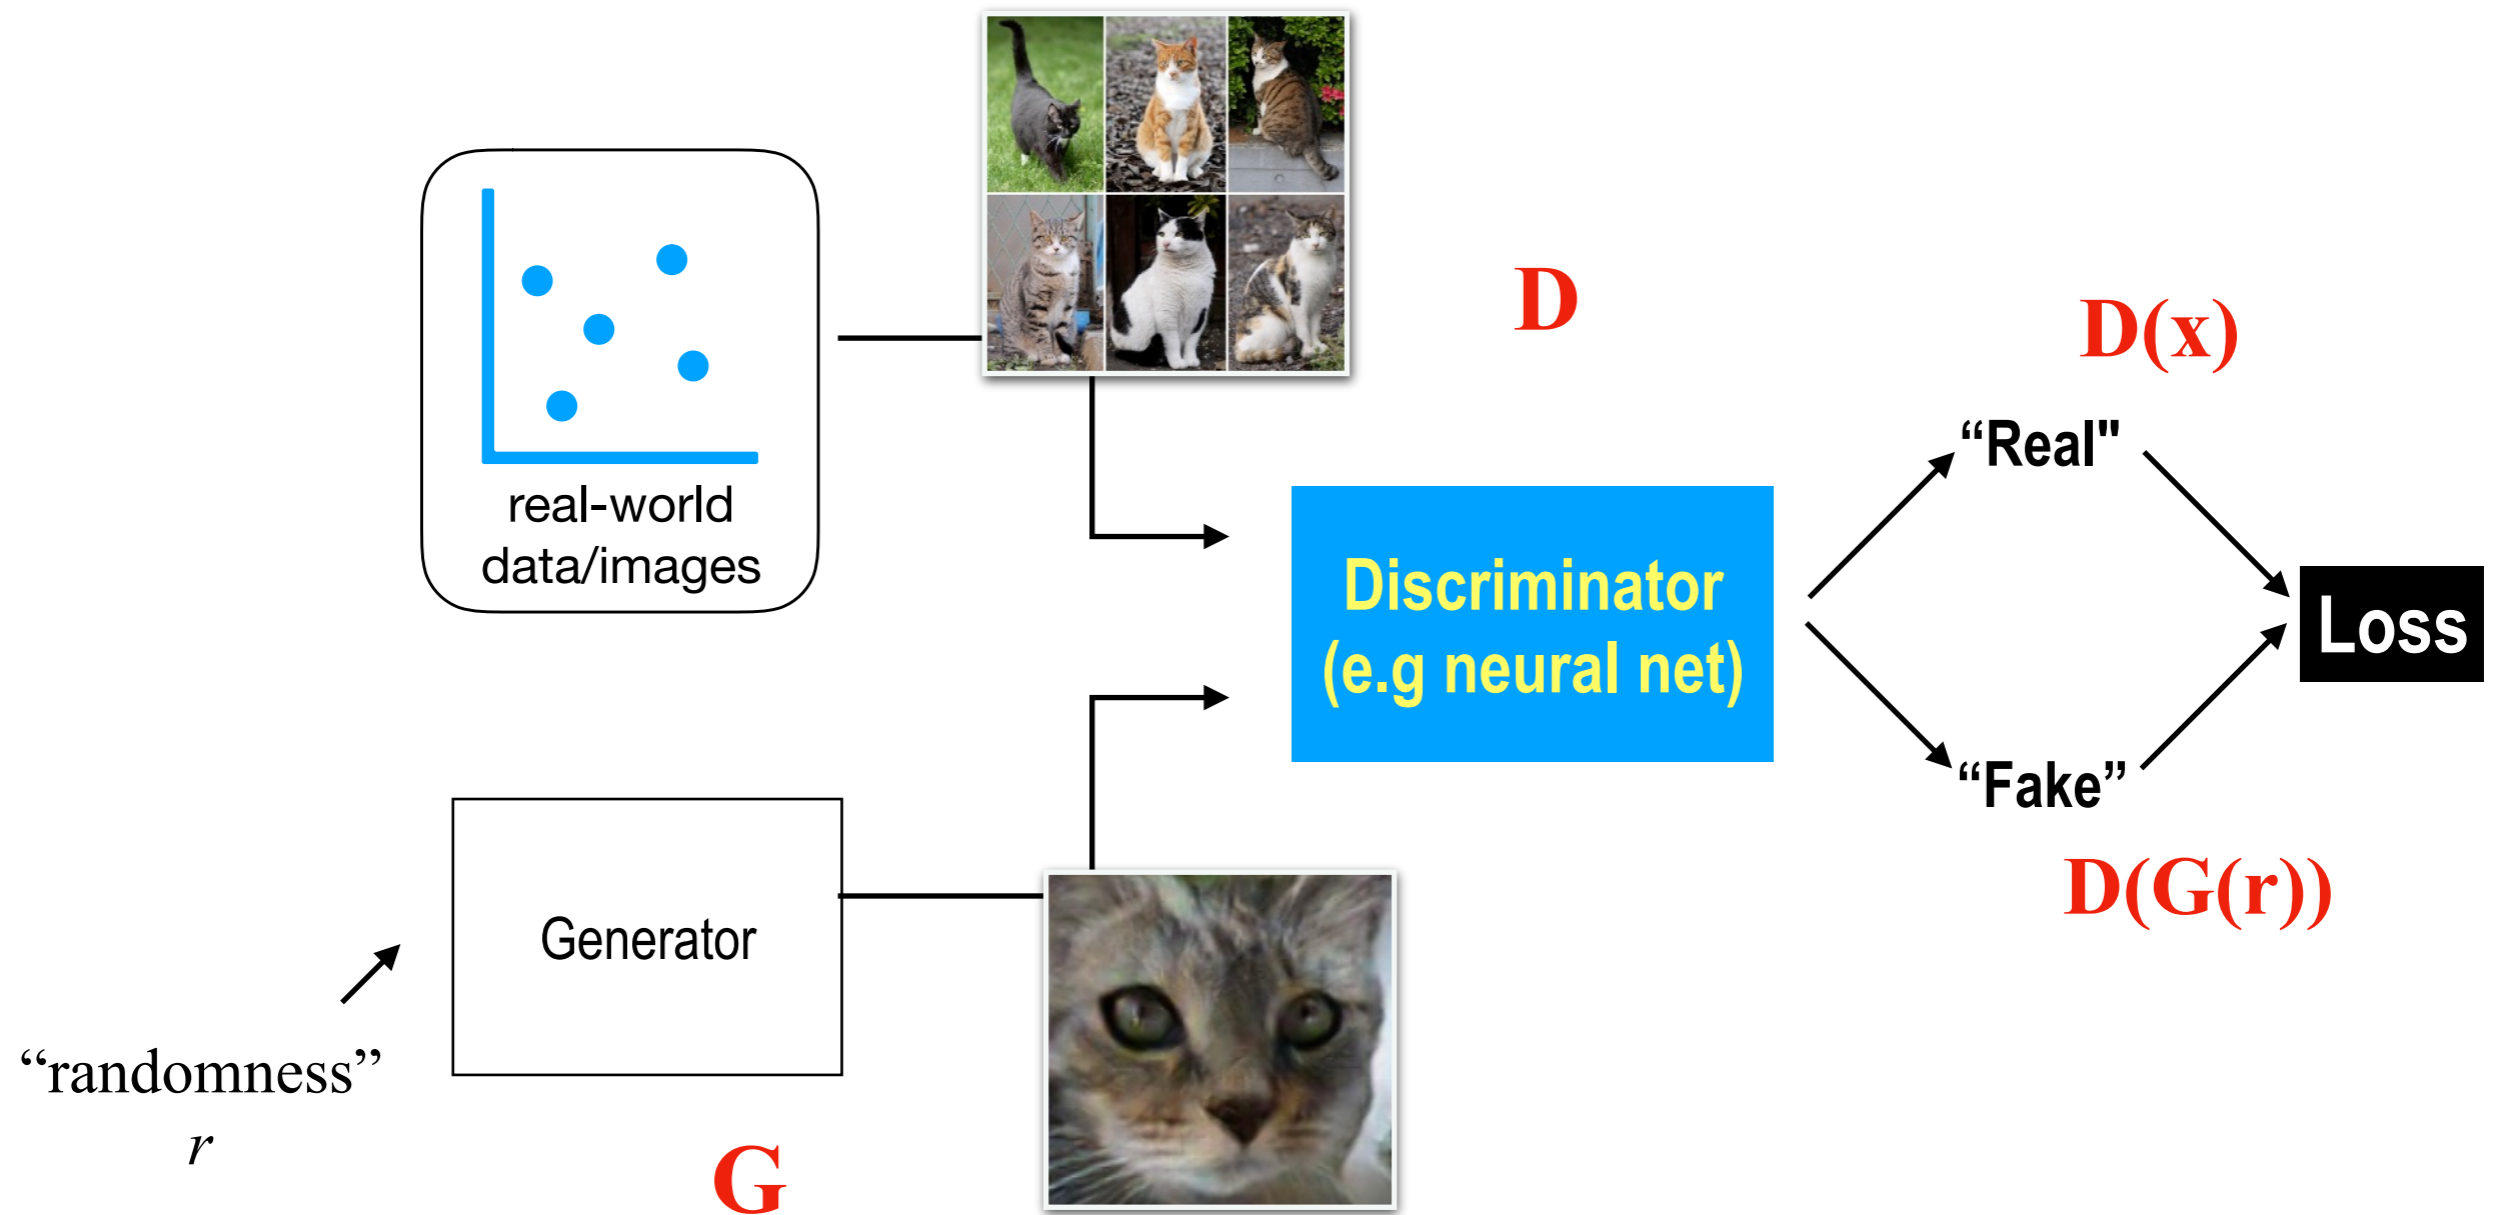 D
D(x)
“Real"
real-world
data/images
Discriminator
(e.g neural net)
Loss
“Fake”
D(G(r))
Generator
“randomness”
r
G